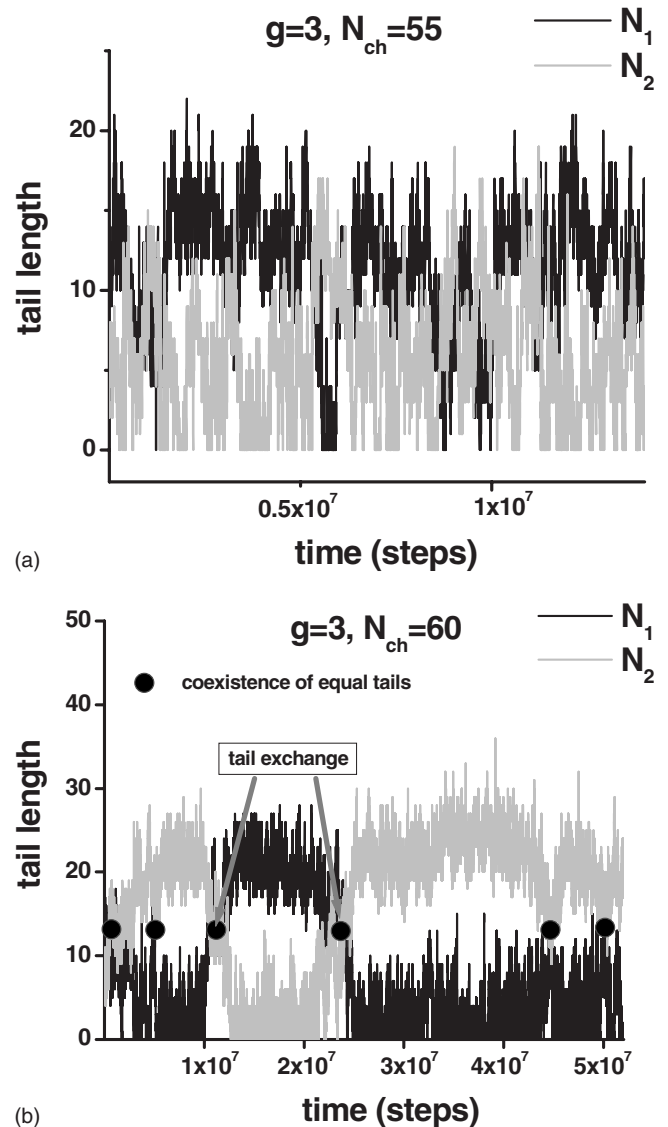 g=3, N_ch=55
N_1
N_2
20
10
0
tail length
0.5x10^7
1x10^7
time (steps)
(a)
g=3, N_ch=60
N_1
N_2
50
coexistence of equal tails
40
tail exchange
30
20
10
0
tail length
1x10^7
2x10^7
3x10^7
4x10^7
5x10^7
time (steps)
(b)